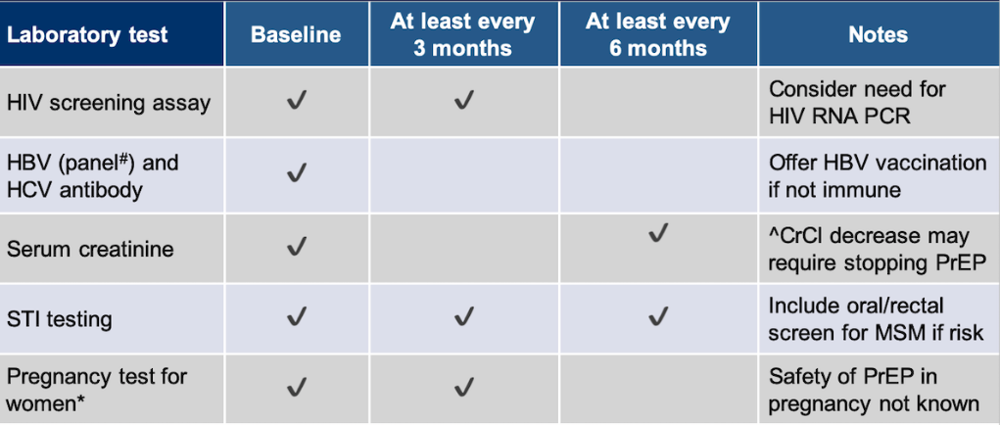 Laboratory test
Baseline
At least every
3 months
At least every
6 months
Notes
HIV screening assay
✓
✓
Consider need for
HIV RNA PCR
HBV (panel#) and
HCV antibody
✓
Offer HBV vaccination
if not immune
Serum creatinine
✓
✓
^CrCl decrease may
require stopping PrEP
STI testing
✓
✓
✓
Include oral/rectal
screen for MSM if risk
Pregnancy test for
women*
✓
✓
Safety of PrEP in
pregnancy not known